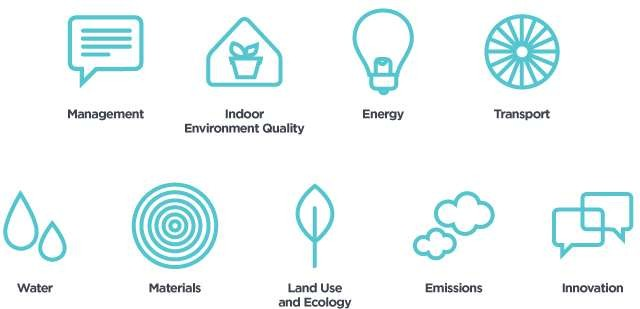 Management
Indoor
Environment Quality
Energy
Transport
Water
Materials
Land Use
and Ecology
Emissions
Innovation